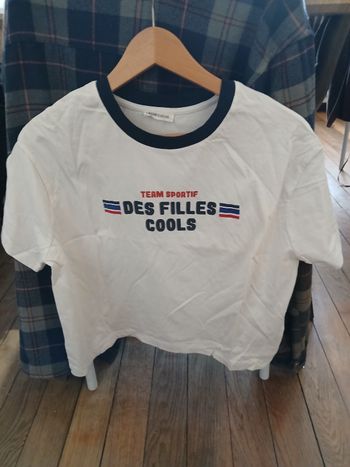 TEAM SPORTIF
DES FILLES
COOLS